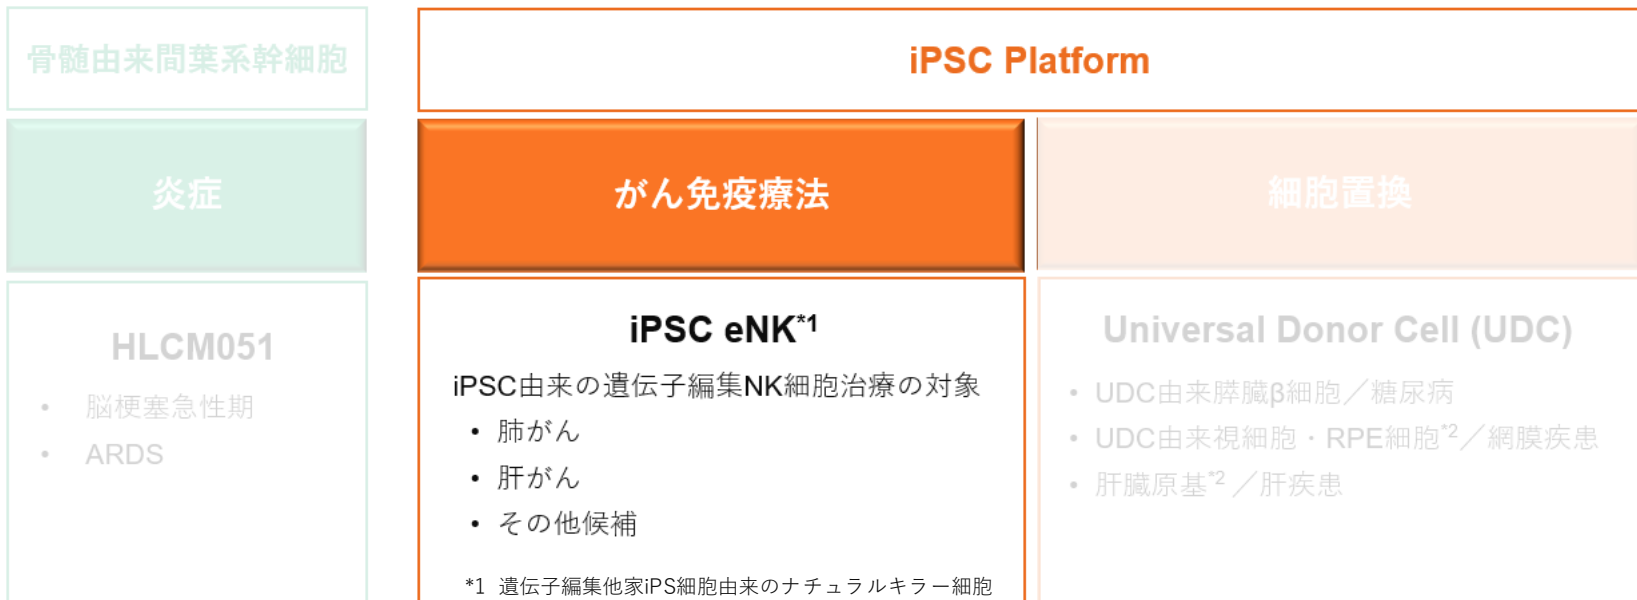 骨髄由来間葉系幹細胞
炎症
HLCM051
• 脳梗塞急性期
• ARDS
iPSC Platform
がん免疫療法
iPSC eNK*1
iPSC由来の遺伝子編集NK細胞治療の対象
• 肺がん
• 肝がん
• その他候補
*1 遺伝子編集他家iPS細胞由来のナチュラルキラー細胞
細胞置換
Universal Donor Cell (UDC)
• UDC由来膵臓β細胞／糖尿病
• UDC由来視細胞・RPE細胞*2／網膜疾患
• 肝臓原基*2 ／肝疾患